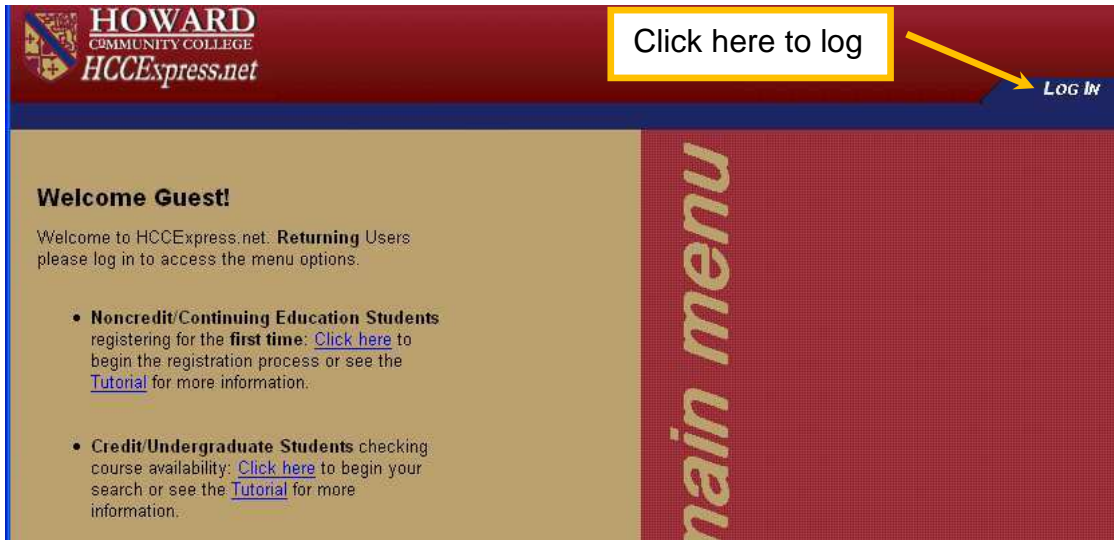 HOWARD
COMMUNITY COLLEGE
HCCExpress.net
Click here to log
LOG IN
Welcome Guest!
Welcome to HCCExpress.net. Returning Users
please log in to access the menu options.
• Noncredit/Continuing Education Students
registering for the first time: Click here to
begin the registration process or see the
Tutorial for more information.
• Credit/Undergraduate Students checking
course availability: Click here to begin your
search or see the Tutorial for more
information.
main menu